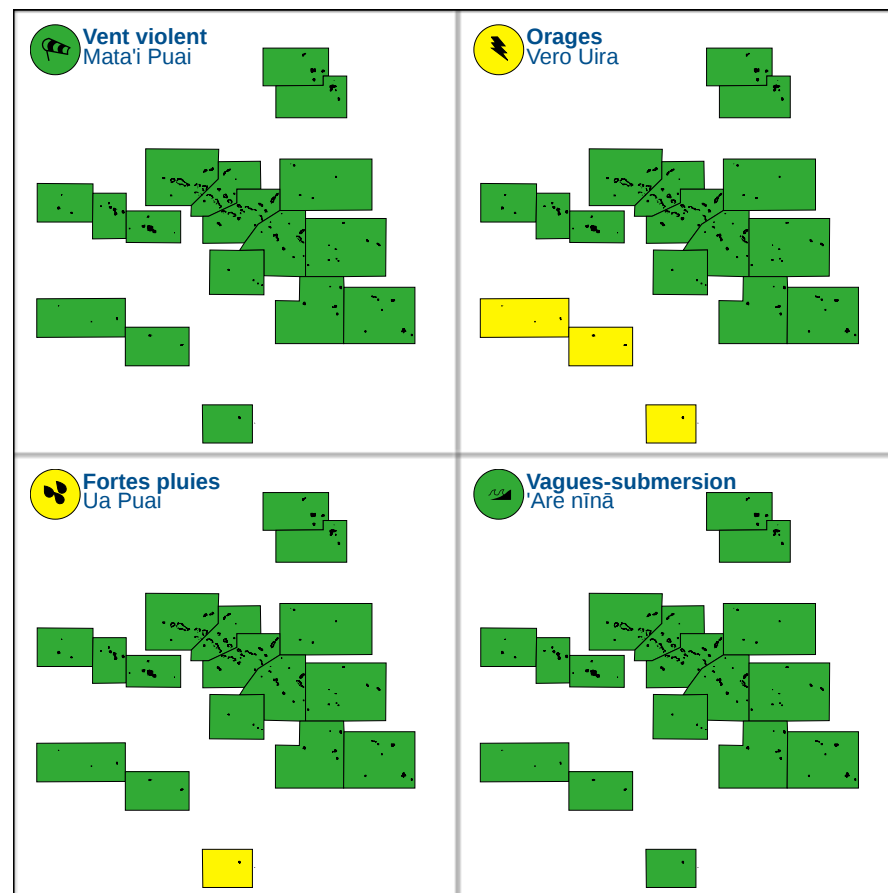 Vent violent
Mata'i Puai
Orages
Vero Uira
Fortes pluies
Ua Puai
Vagues-submersion
'Are nīnā